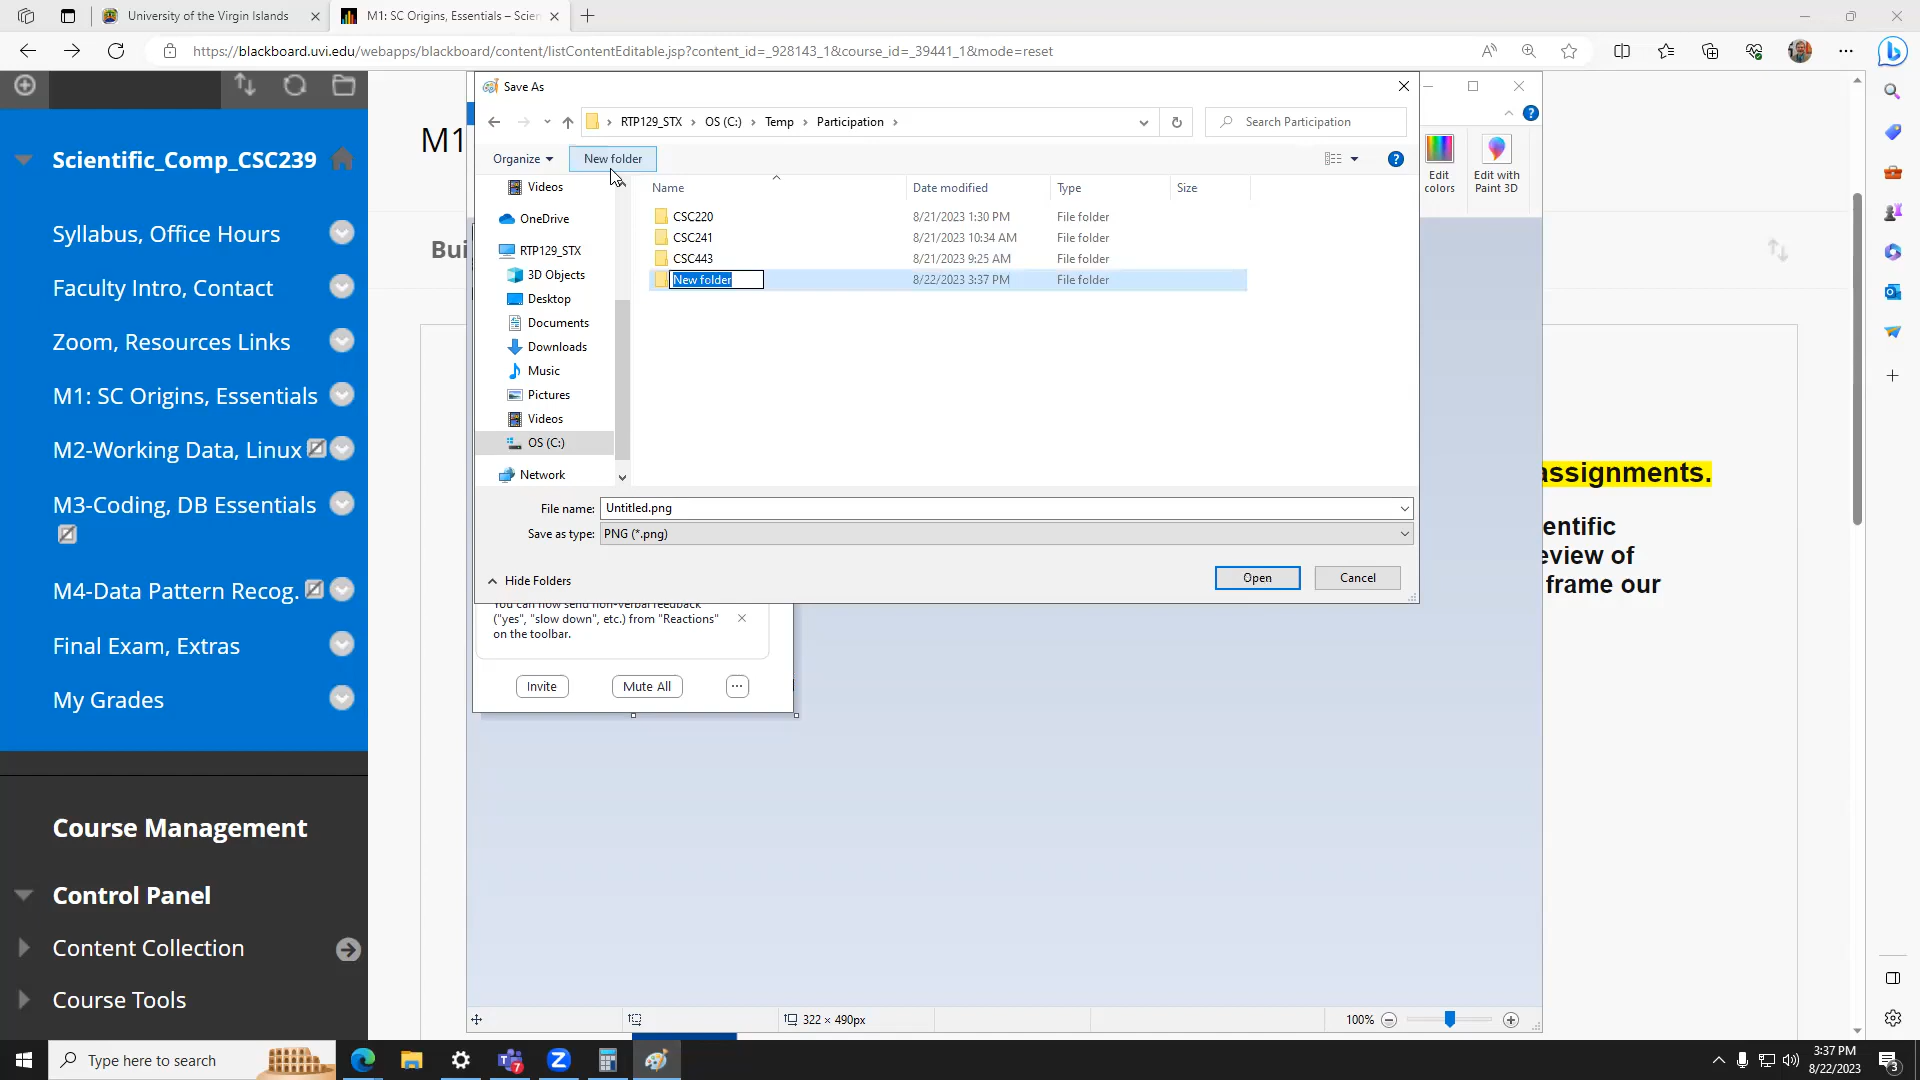 University of the Virgin Islands
M1: SC Origins, Essentials – Scien
https://blackboard.uvi.edu/webapps/blackboard/content/listContentEditable.jsp?content_id=_928143_1&course_id=_39441_1&mode=reset
Scientific_Comp_CSC239
Syllabus, Office Hours
Faculty Intro, Contact
Zoom, Resources Links
M1: SC Origins, Essentials
M2-Working Data, Linux
M3-Coding, DB Essentials
M4-Data Pattern Recog.
Final Exam, Extras
My Grades
Course Management
Control Panel
Content Collection
Course Tools
M1
Bui
Save As
RTP129_STX > OS (C:) > Temp > Participation >
Search Participation
Organize
New folder
Name
Date modified
Type
Size
Videos
OneDrive
RTP129_STX
3D Objects
Desktop
Documents
Downloads
Music
Pictures
Videos
OS (C:)
Network
CSC220 8/21/2023 1:30 PM File folder
CSC241 8/21/2023 10:34 AM File folder
CSC443 8/21/2023 9:25 AM File folder
New folder 8/22/2023 3:37 PM File folder
File name: Untitled.png
Save as type: PNG (*.png)
Hide Folders
Open
Cancel
Edit colors
Edit with Paint 3D
assignments.
entific
eview of
frame our
You can now send non-verbal feedback
("yes", "slow down", etc.) from "Reactions"
on the toolbar.
Invite
Mute All
322 × 490px
100%
Type here to search
7
3:37 PM
8/22/2023
3